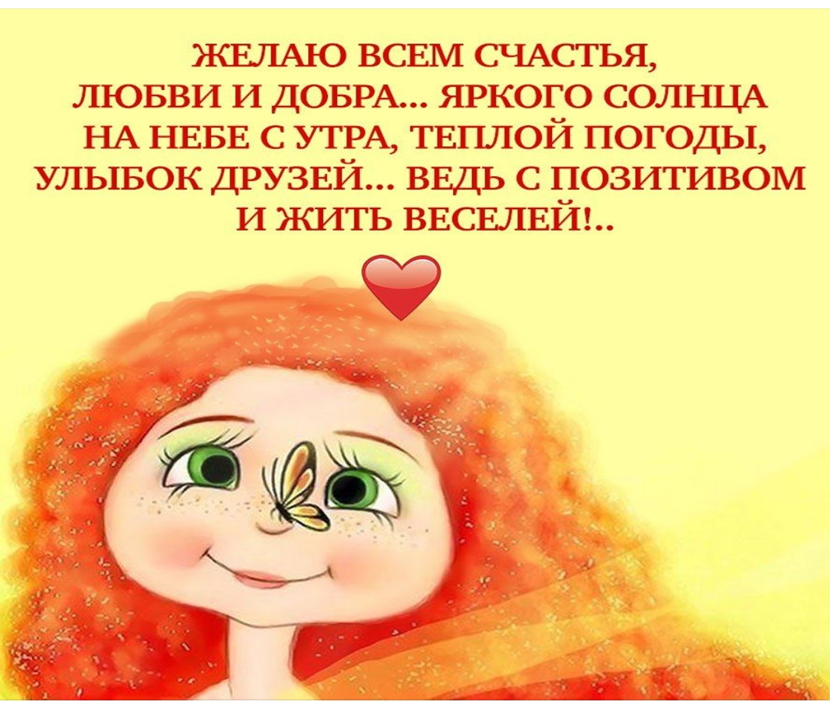 ЖЕЛАЮ ВСЕМ СЧАСТЬЯ,
ЛЮБВИ И ДОБРА... ЯРКОГО СОЛНЦА
НА НЕБЕ С УТРА, ТЕПЛОЙ ПОГОДЫ,
УЛЫБОК ДРУЗЕЙ... ВЕДЬ С ПОЗИТИВОМ
И ЖИТЬ ВЕСЕЛЕЙ!..